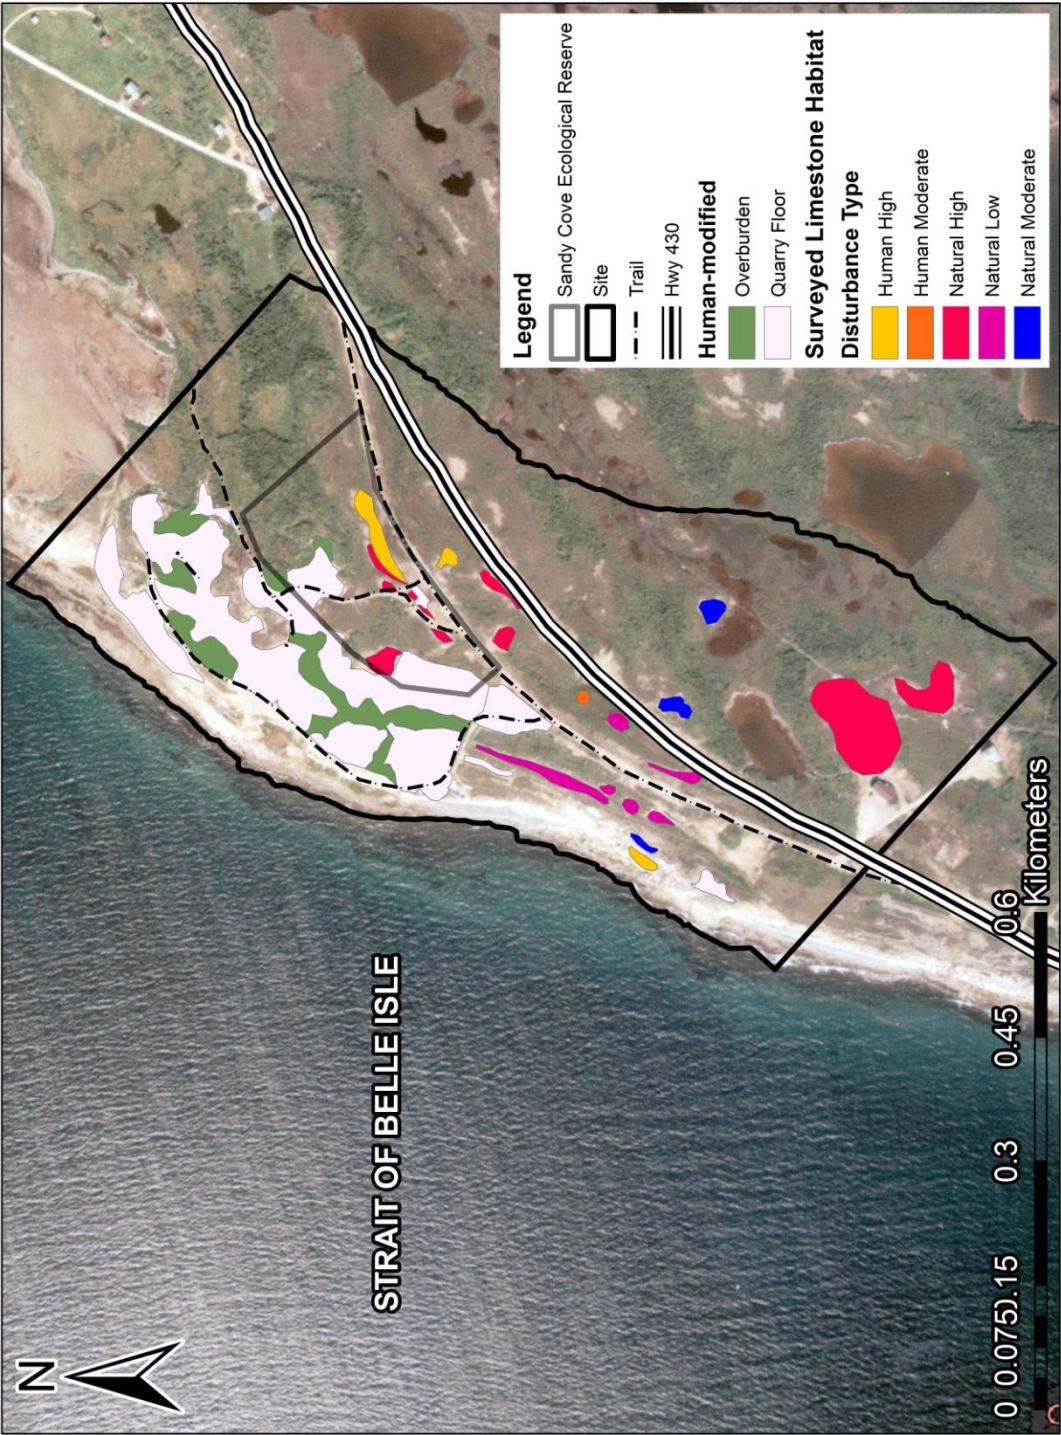 N
STRAIT OF BELLE ISLE
Legend
Sandy Cove Ecological Reserve
Site
Trail
Hwy 430
Human-modified
Overburden
Quarry Floor
Surveyed Limestone Habitat
Disturbance Type
Human High
Human Moderate
Natural High
Natural Low
Natural Moderate
0 0.075 0.15 0.3 0.45 0.6
Kilometers